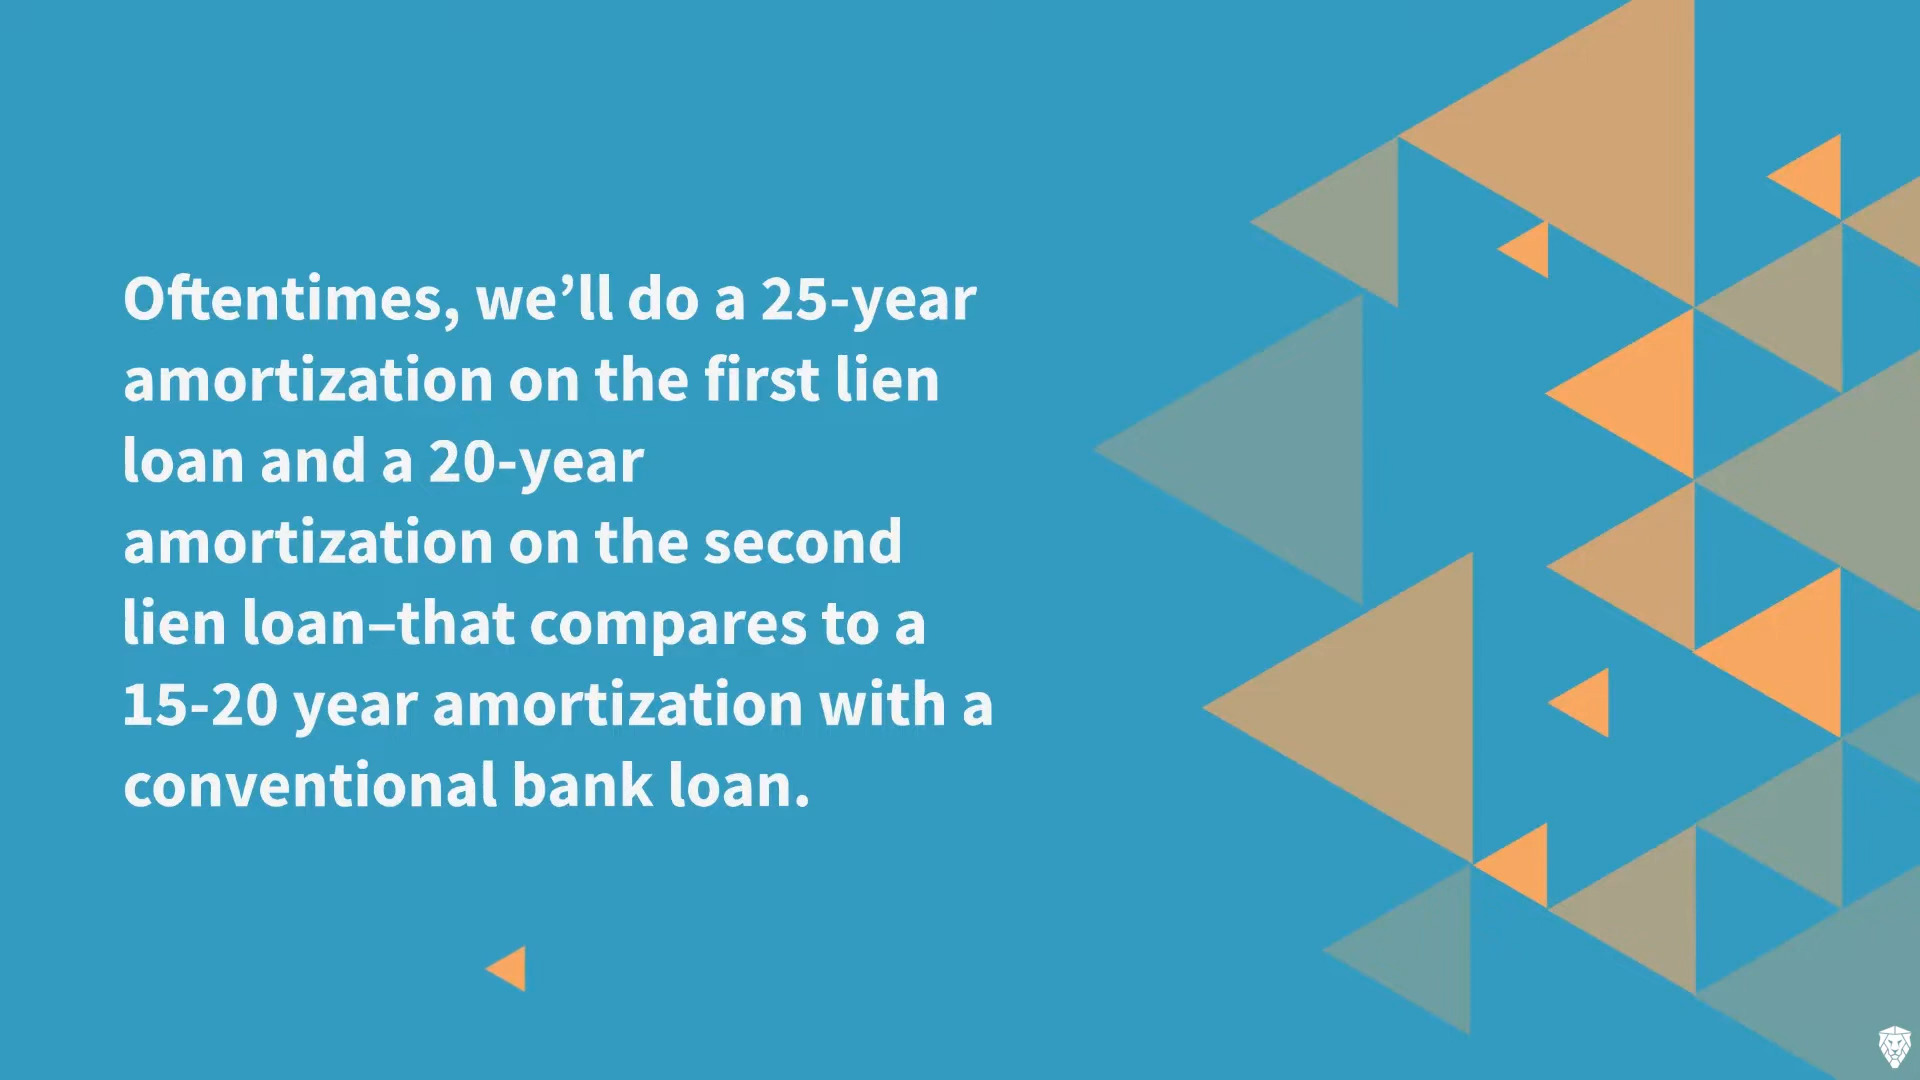 Oftentimes, we’ll do a 25-year
amortization on the first lien
loan and a 20-year
amortization on the second
lien loan–that compares to a
15-20 year amortization with a
conventional bank loan.